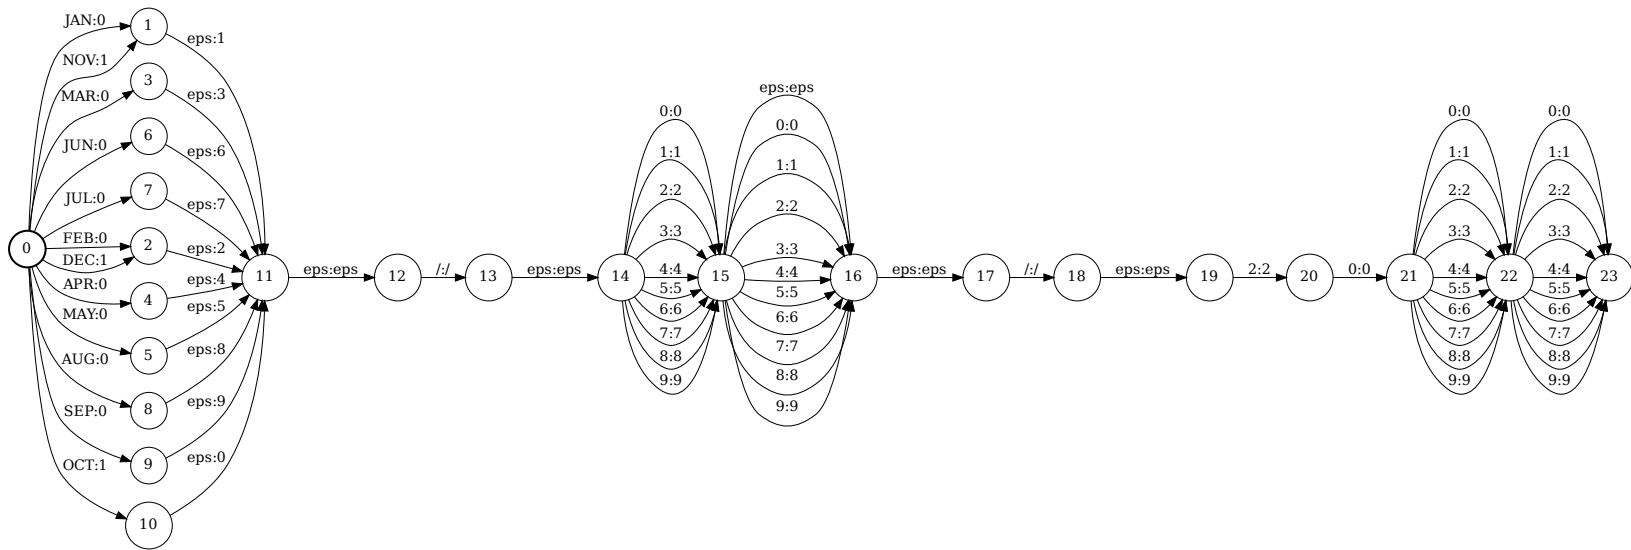 0
JAN:0
NOV:1
MAR:0
JUN:0
JUL:0
FEB:0
DEC:1
APR:0
MAY:0
AUG:0
SEP:0
OCT:1
1
3
6
7
2
4
5
8
9
10
eps:1
eps:3
eps:6
eps:7
eps:2
eps:4
eps:5
eps:8
eps:9
eps:0
11
eps:eps
12
/:/
13
eps:eps
14
0:0
1:1
2:2
3:3
4:4
5:5
6:6
7:7
8:8
9:9
15
eps:eps
0:0
1:1
2:2
3:3
4:4
5:5
6:6
7:7
8:8
9:9
16
eps:eps
17
/:/
18
eps:eps
19
2:2
20
0:0
21
0:0
1:1
2:2
3:3
4:4
5:5
6:6
7:7
8:8
9:9
22
0:0
1:1
2:2
3:3
4:4
5:5
6:6
7:7
8:8
9:9
23